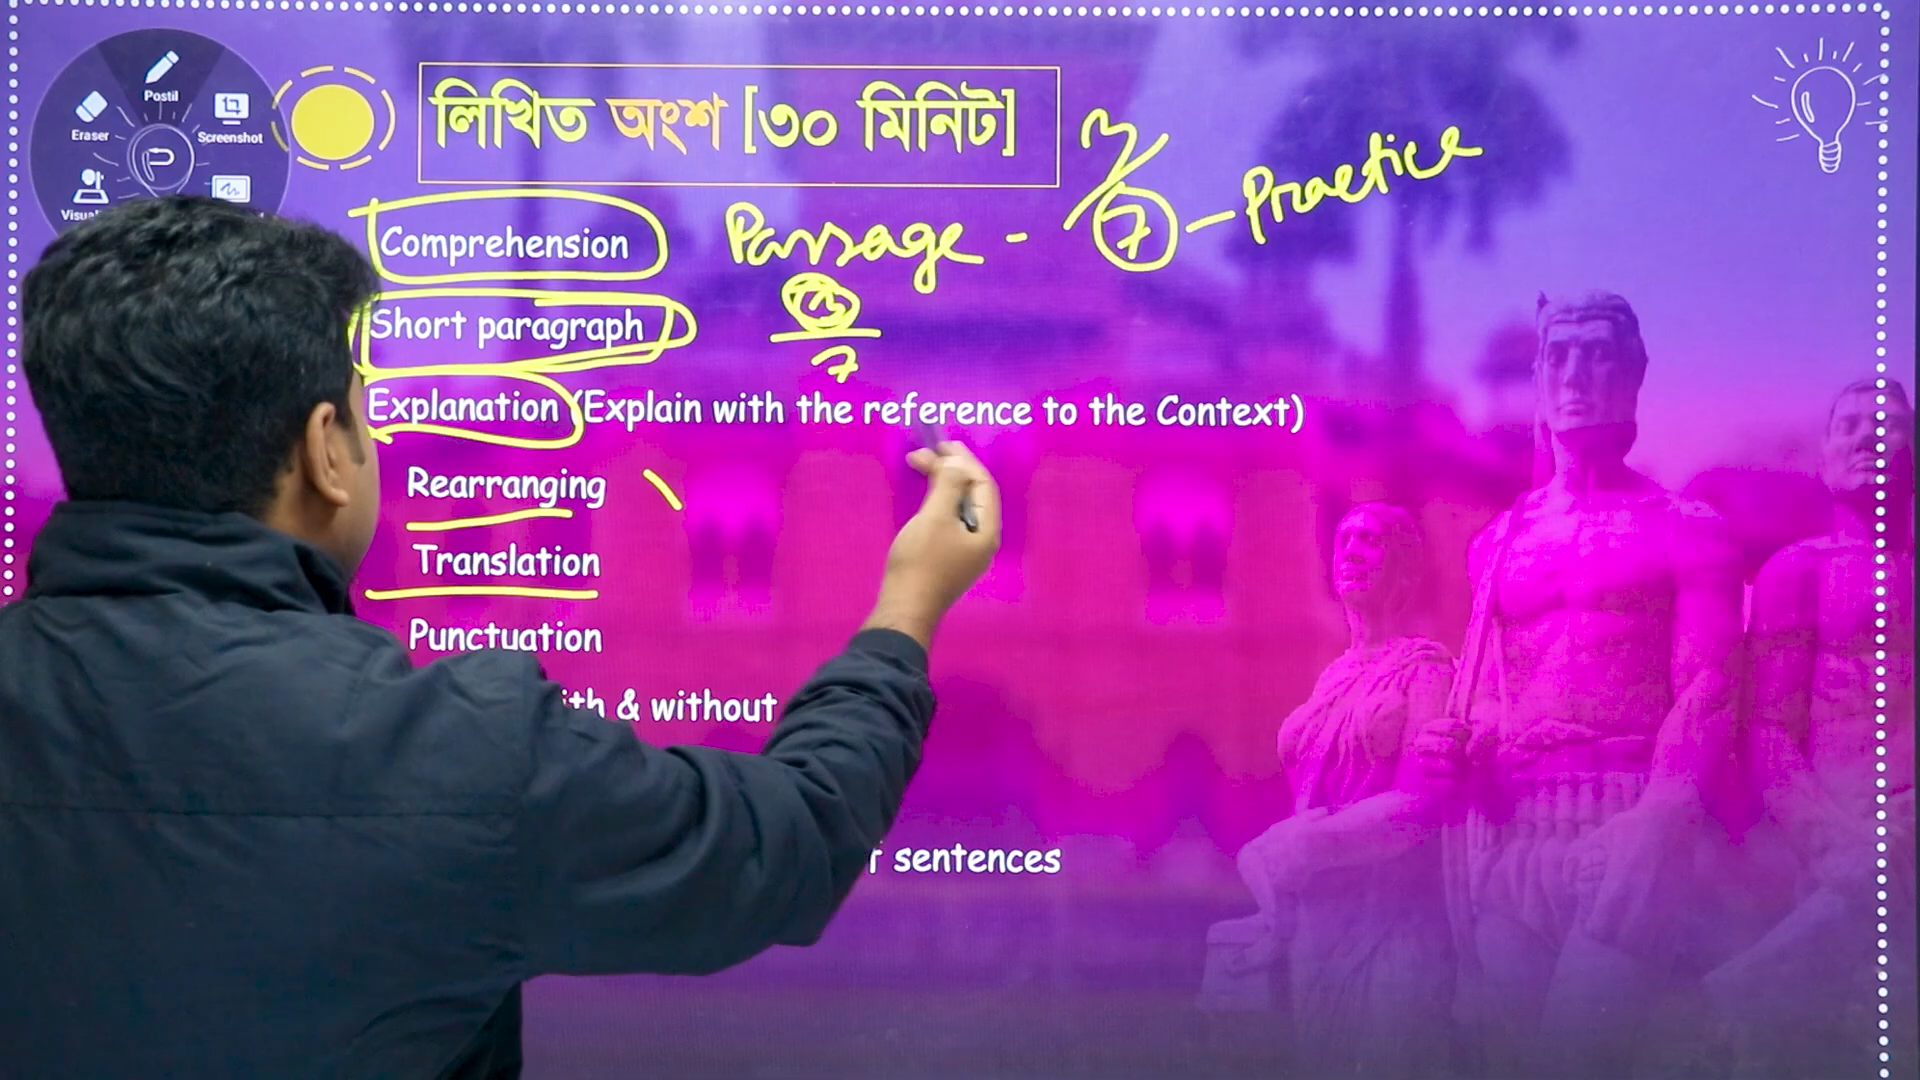 Postil
Eraser
Screenshot
লিখিত অংশ [৩০ মিনিট]
Comprehension
Passage - 7 - Practice
Short paragraph
Explanation (Explain with the reference to the Context)
Rearranging
Translation
Punctuation
& without
sentences